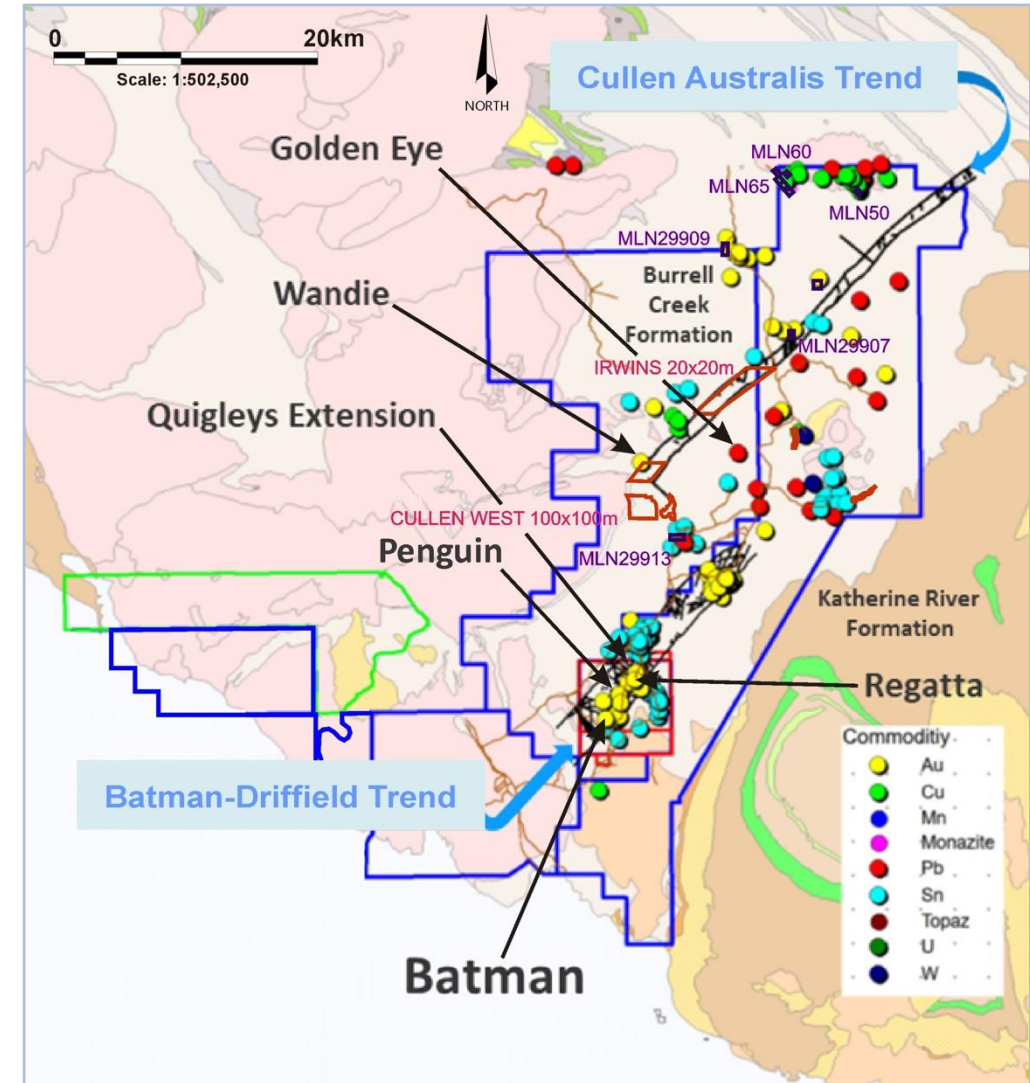 0 20km
Scale: 1:502,500
NORTH
Cullen Australis Trend
Golden Eye
MLN60
MLN65
MLN50
MLN29909
Wandie
Burrell
Creek
Formation
MLN29907
IRWINS 20x20m
Quigleys Extension
CULLEN WEST 100x100m
Penguin
MLN29913
Katherine River
Formation
Regatta
Batman-Driffield Trend
Batman
Commoditiy
Au
Cu
Mn
Monazite
Pb
Sn
Topaz
U
W